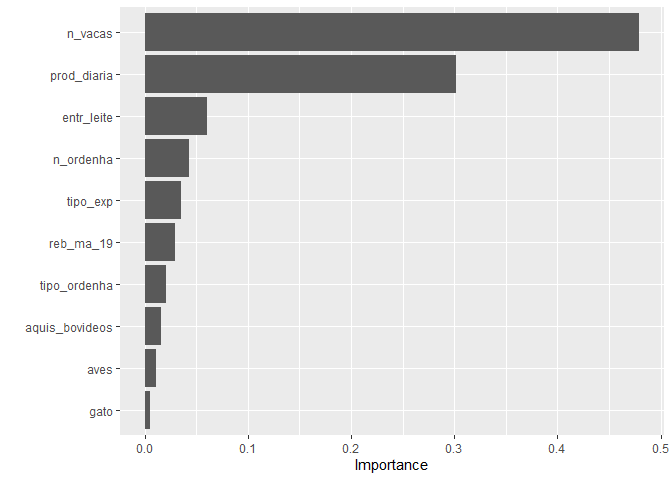 n_vacas
prod_diaria
entr_leite
n_ordenha
tipo_exp
reb_ma_19
tipo_ordenha
aquis_bovideos
aves
gato
0.0 0.1 0.2 0.3 0.4 0.5
Importance